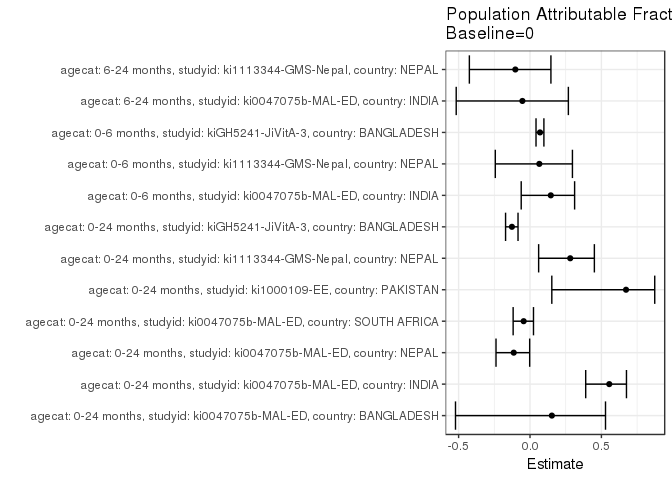 Population Attributable Fract
Baseline=0
agecat: 6-24 months, studyid: ki1113344-GMS-Nepal, country: NEPAL
agecat: 6-24 months, studyid: ki0047075b-MAL-ED, country: INDIA
agecat: 0-6 months, studyid: kiGH5241-JiVitA-3, country: BANGLADESH
agecat: 0-6 months, studyid: ki1113344-GMS-Nepal, country: NEPAL
agecat: 0-6 months, studyid: ki0047075b-MAL-ED, country: INDIA
agecat: 0-24 months, studyid: kiGH5241-JiVitA-3, country: BANGLADESH
agecat: 0-24 months, studyid: ki1113344-GMS-Nepal, country: NEPAL
agecat: 0-24 months, studyid: ki1000109-EE, country: PAKISTAN
agecat: 0-24 months, studyid: ki0047075b-MAL-ED, country: SOUTH AFRICA
agecat: 0-24 months, studyid: ki0047075b-MAL-ED, country: NEPAL
agecat: 0-24 months, studyid: ki0047075b-MAL-ED, country: INDIA
agecat: 0-24 months, studyid: ki0047075b-MAL-ED, country: BANGLADESH
-0.5 0.0 0.5
Estimate